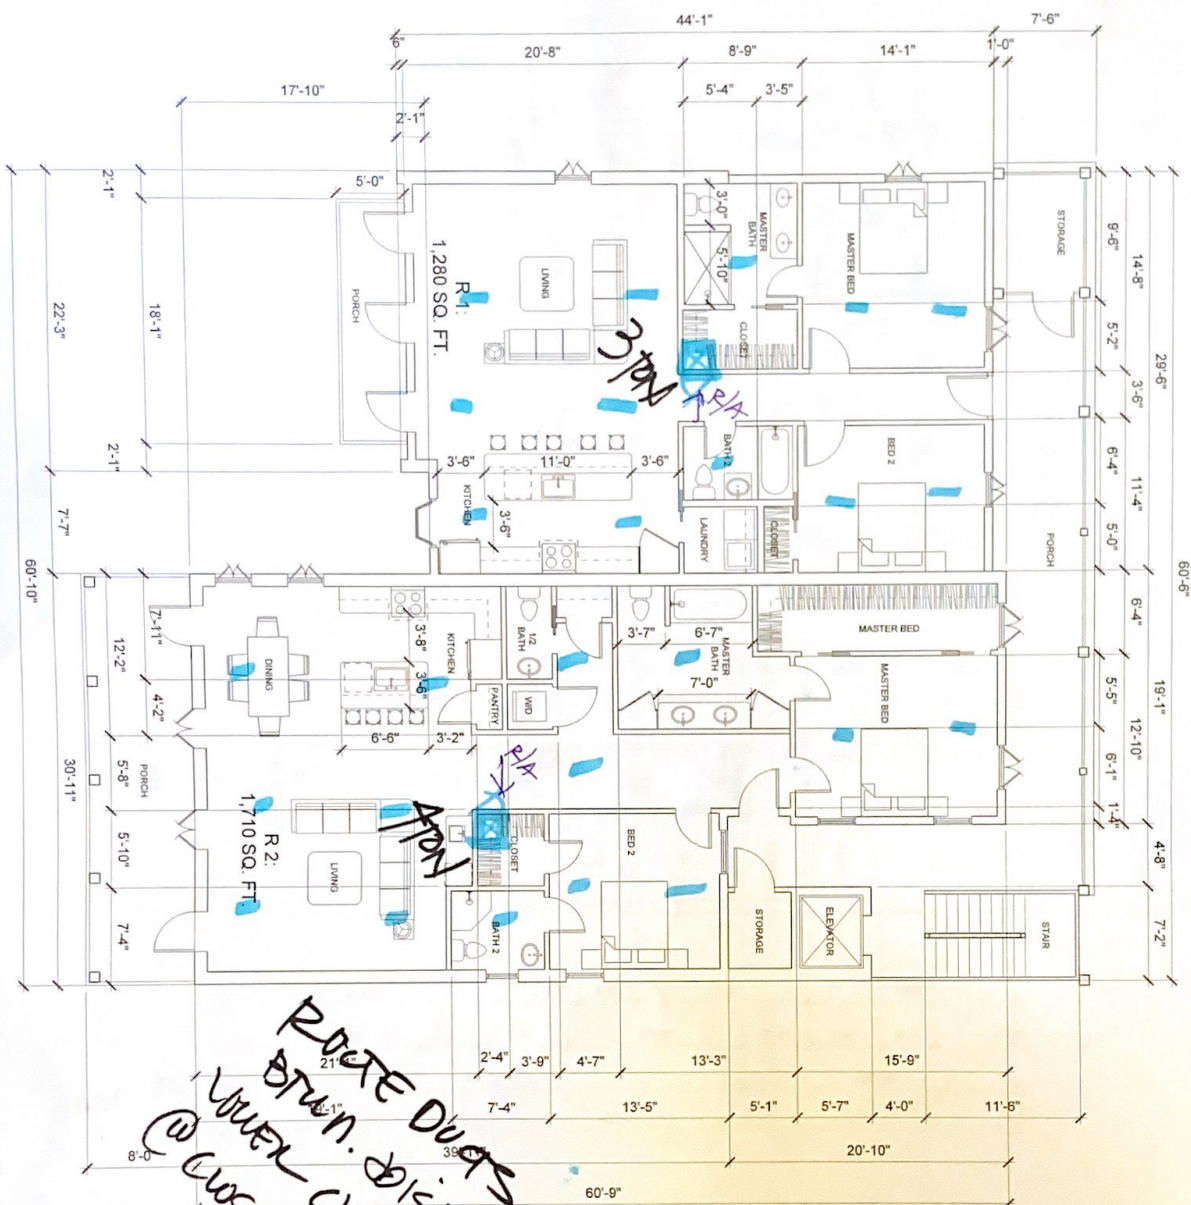 44'-1"
7'-6"
6"
20'-8"
8'-9"
14'-1"
1'-0"
17'-10"
5'-4"
3'-5"
2'-1"
2'-1"
5'-0"
3'-0"
MASTER
BATH
5'-10"
MASTER BED
STORAGE
9'-6"
14'-8"
LIVING
R 1:
1,280 SQ. FT.
PORCH
22'-3"
18'-1"
CLOSET
5'-2"
29'-6"
3 TON
R/A
3'-6"
BATH 2
BED 2
6'-4"
11'-4"
2'-1"
3'-6"
11'-0"
3'-6"
KITCHEN
3'-6"
LAUNDRY
CLOSET
5'-0"
PORCH
7'-7"
60'-10"
60'-6"
7'-11"
12'-2"
3'-8"
KITCHEN
1/2
BATH
3'-7"
6'-7"
MASTER
BATH
MASTER BED
6'-4"
DINING
3'-6"
PANTRY
W/D
7'-0"
MASTER BED
5'-5"
19'-1"
4'-2"
6'-6"
3'-2"
12'-10"
R/A
30'-11"
5'-8"
PORCH
6'-1"
R 2:
1,710 SQ. FT.
4 TON
1'-4"
CLOSET
BED 2
5'-10"
LIVING
4'-8"
7'-4"
BATH 2
STORAGE
ELEVATOR
STAIR
7'-2"
ROUTE DUCTS
BTWN.
LOWER
@
2'-4"
3'-9"
4'-7"
13'-3"
15'-9"
7'-4"
13'-5"
5'-1"
5'-7"
4'-0"
11'-6"
8'-0"
20'-10"
60'-9"